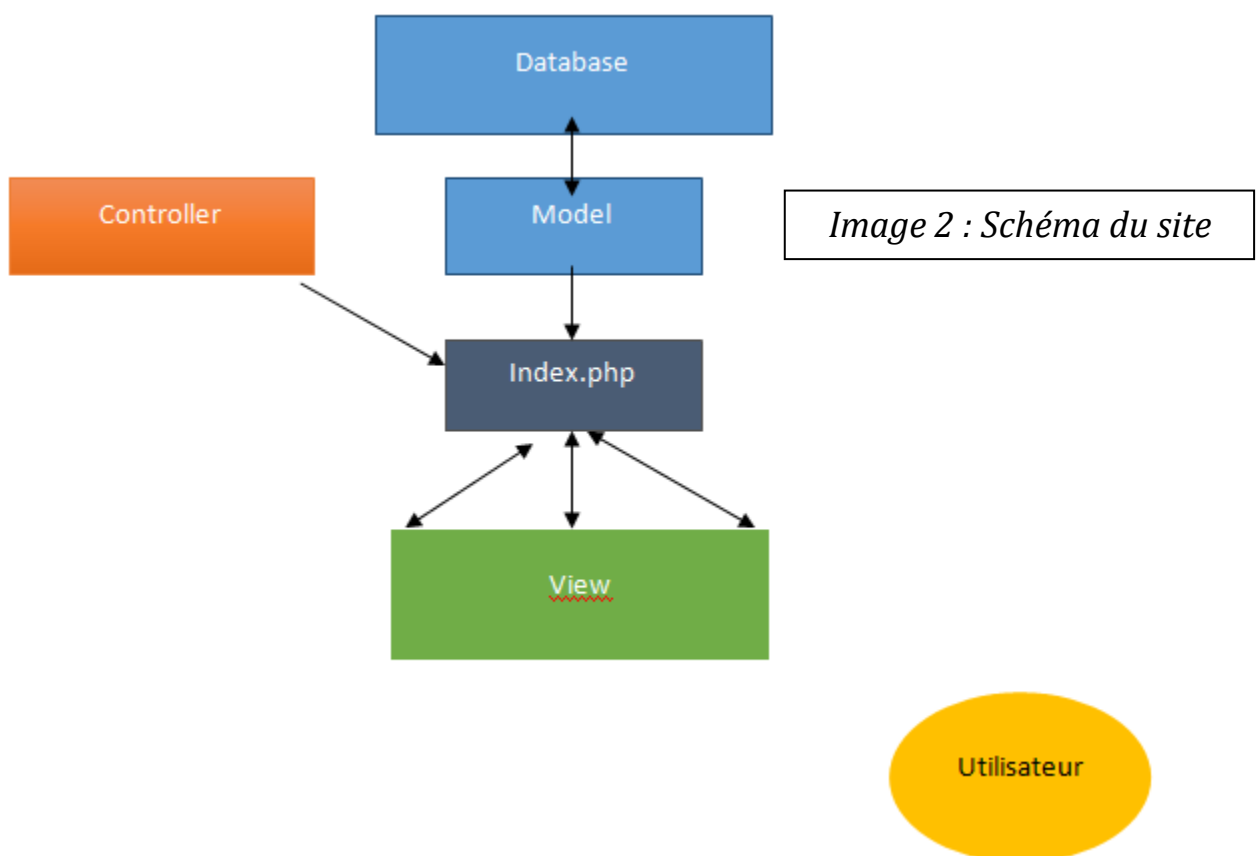 Database
Controller
Model
Image 2 : Schéma du site
Index.php
View
Utilisateur